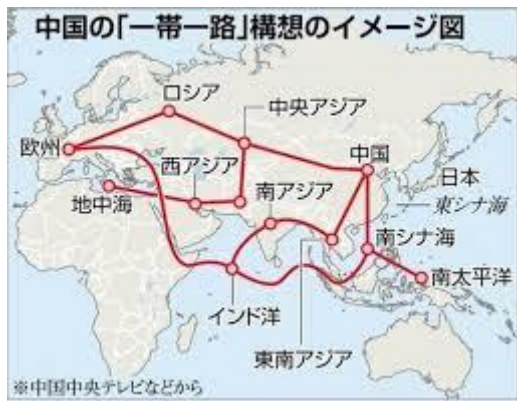 中国の「一帯一路」構想のイメージ図
ロシア
中央アジア
欧州
西アジア
中国
日本
地中海
南アジア
東シナ海
南シナ海
南太平洋
インド洋
東南アジア
※中国中央テレビなどから